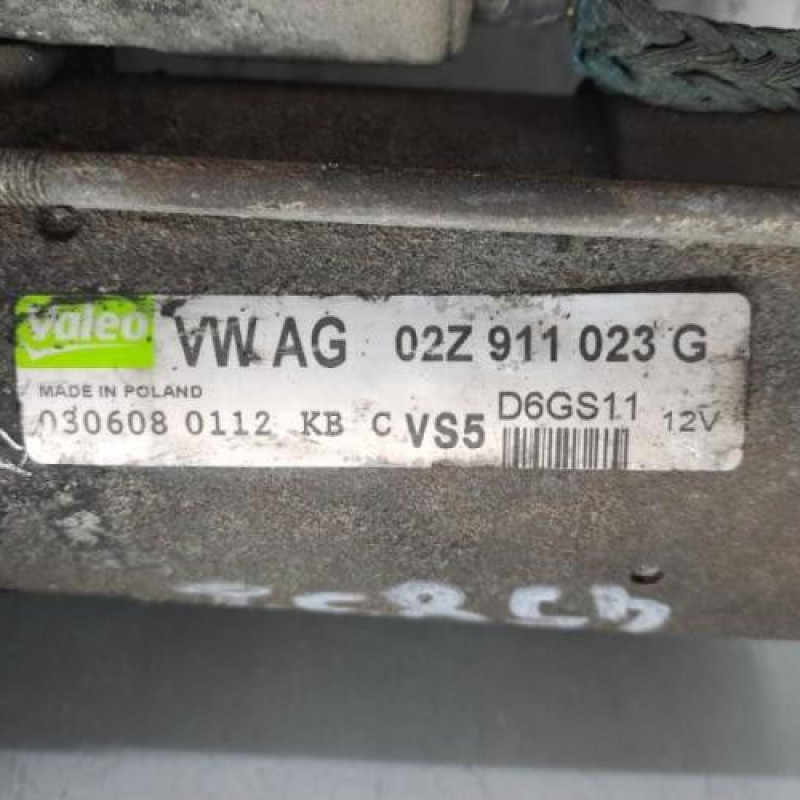 Valeo VW AG 02Z 911 023 G
MADE IN POLAND
030608 0112 KB C VS5 D6GS11 12V